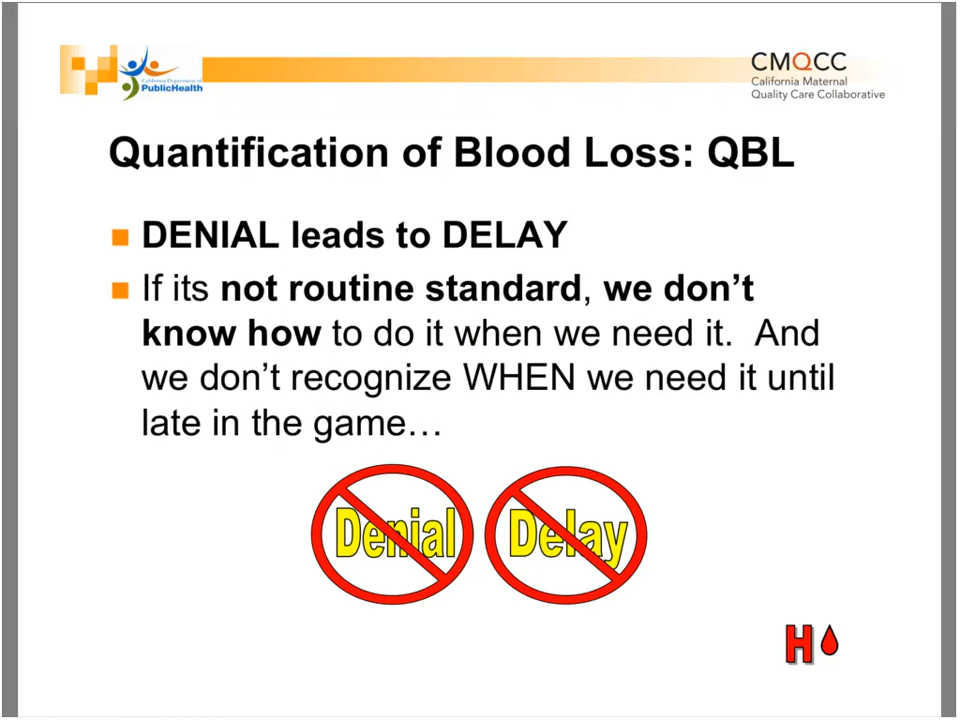 California Department of
PublicHealth
CMQCC
California Maternal
Quality Care Collaborative
Quantification of Blood Loss: QBL
DENIAL leads to DELAY
If its not routine standard, we don’t
know how to do it when we need it. And
we don’t recognize WHEN we need it until
late in the game…
Denial Delay
H